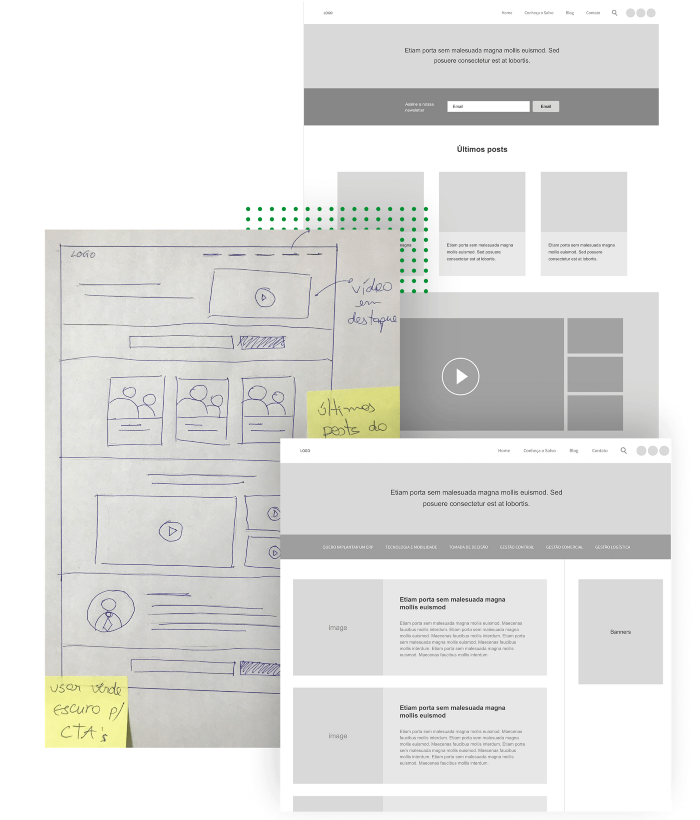 LOGO
Home Conheça o Salvo Blog Contato
Etiam porta sem malesuada magna mollis euismod. Sed
posuere consectetur est at lobortis.
Assine a nossa
newsletter
Email
Email
Últimos posts
magna
Etiam porta sem malesuada magna
mollis euismod. Sed posuere
consectetur est at lobortis.
Etiam porta sem malesuada magna
mollis euismod. Sed posuere
consectetur est at lobortis.
LOGO
vídeo
em
destaque
últimos
posts do
usar verde
escuro p/
CTA's
LOGO
Home Conheça o Salvo Blog Contato
Etiam porta sem malesuada magna mollis euismod. Sed
posuere consectetur est at lobortis.
QUERO IMPLANTAR UM ERP TECNOLOGIA E MOBILIDADE TOMADA DE DECISÃO GESTÃO CONTÁBIL GESTÃO COMERCIAL GESTÃO LOGÍSTICA
image
Etiam porta sem malesuada magna
mollis euismod
Etiam porta sem malesuada magna mollis euismod. Maecenas
faucibus mollis interdum. Etiam porta sem malesuada magna
mollis euismod. Maecenas faucibus mollis interdum. Etiam porta
sem malesuada magna mollis euismod. Maecenas faucibus
mollis interdum. Etiam porta sem malesuada magna mollis
euismod. Maecenas faucibus mollis interdum
Banners
image
Etiam porta sem malesuada magna
mollis euismod
Etiam porta sem malesuada magna mollis euismod. Maecenas
faucibus mollis interdum. Etiam porta sem malesuada magna
mollis euismod. Maecenas faucibus mollis interdum. Etiam porta
sem malesuada magna mollis euismod. Maecenas faucibus
mollis interdum. Etiam porta sem malesuada magna mollis
euismod. Maecenas faucibus mollis interdum